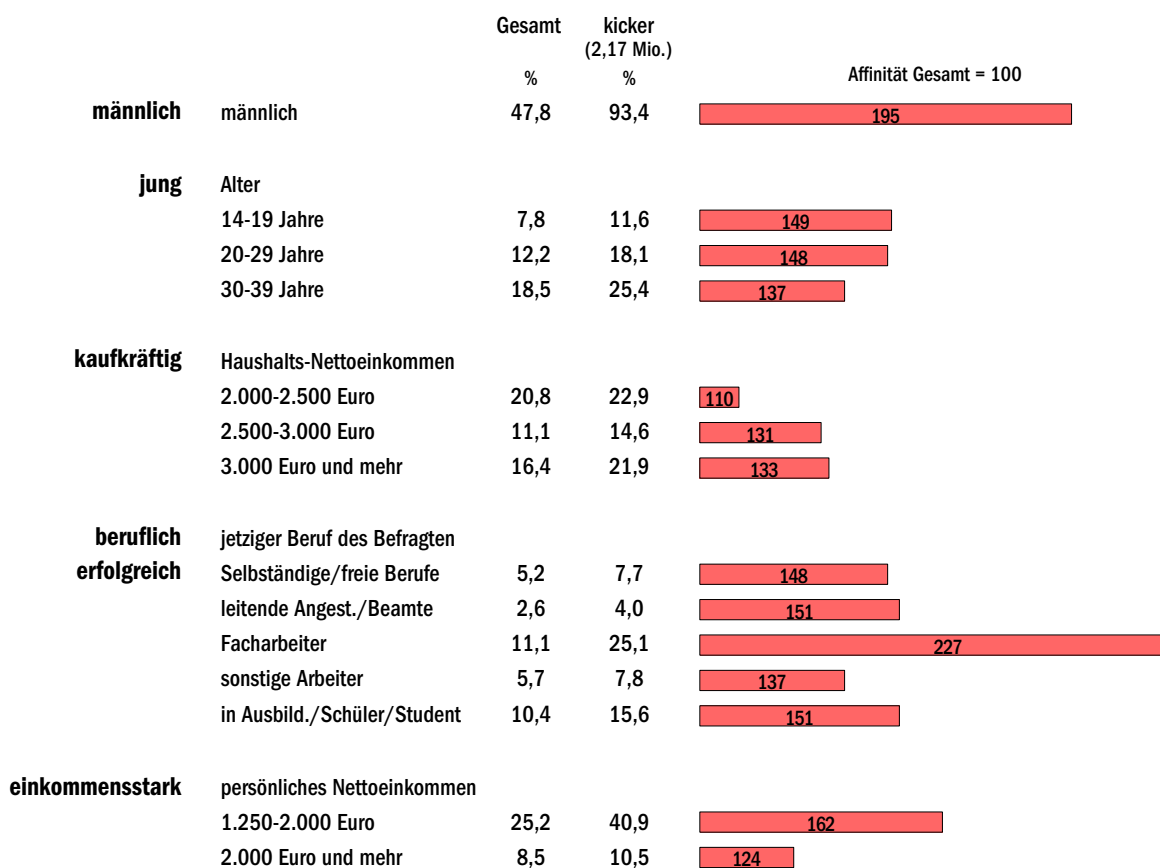 Gesamt kicker
(2,17 Mio.)
% % Affinität Gesamt = 100
männlich männlich 47,8 93,4 195
jung Alter
14-19 Jahre 7,8 11,6 149
20-29 Jahre 12,2 18,1 148
30-39 Jahre 18,5 25,4 137
kaufkräftig Haushalts-Nettoeinkommen
2.000-2.500 Euro 20,8 22,9 110
2.500-3.000 Euro 11,1 14,6 131
3.000 Euro und mehr 16,4 21,9 133
beruflich jetziger Beruf des Befragten
erfolgreich Selbständige/freie Berufe 5,2 7,7 148
leitende Angest./Beamte 2,6 4,0 151
Facharbeiter 11,1 25,1 227
sonstige Arbeiter 5,7 7,8 137
in Ausbild./Schüler/Student 10,4 15,6 151
einkommensstark persönliches Nettoeinkommen
1.250-2.000 Euro 25,2 40,9 162
2.000 Euro und mehr 8,5 10,5 124